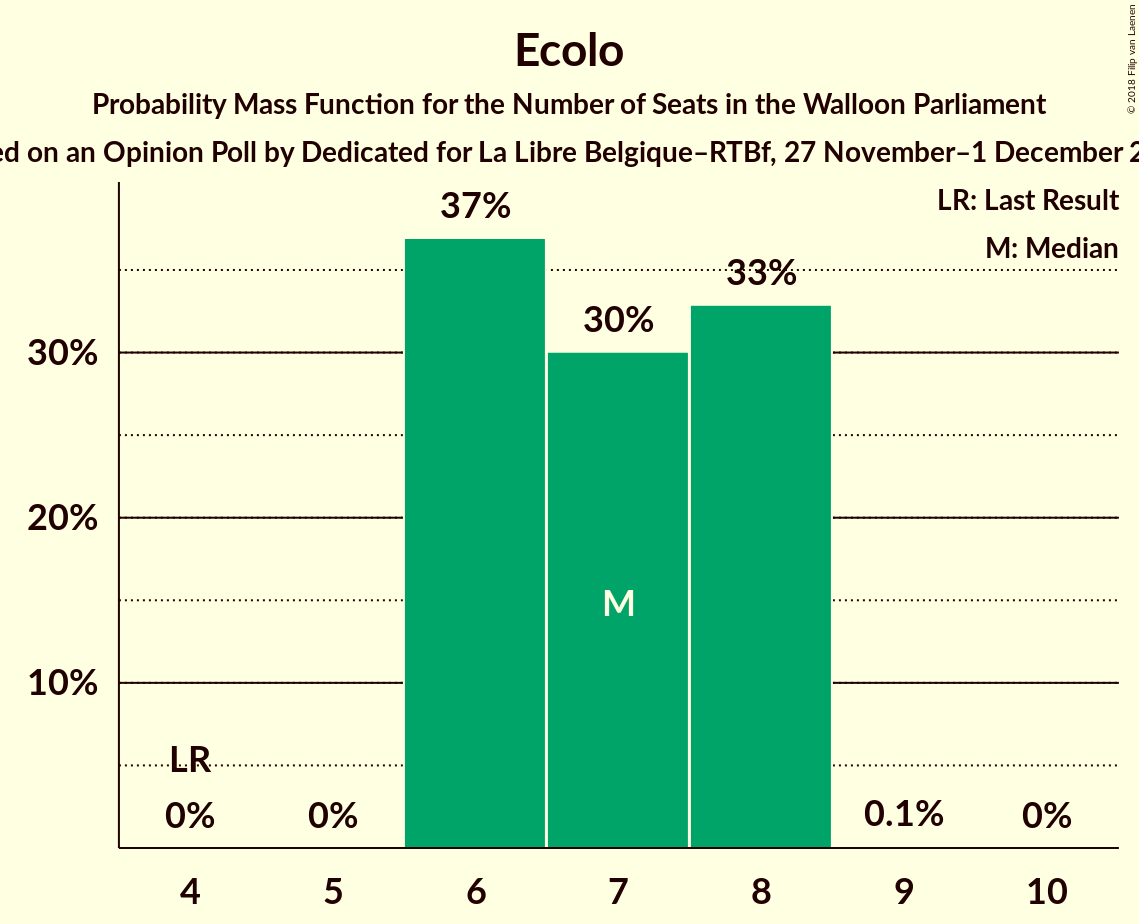 Ecolo
Probability Mass Function for the Number of Seats in the Walloon Parliament
on an Opinion Poll by Dedicated for La Libre Belgique–RTBf, 27 November–1 December
© 2018 Filip van Laenen
LR: Last Result
M: Median
37%
33%
30%
30%
20%
M
10%
LR
0%
0%
0.1%
0%
4
5
6
7
8
9
10